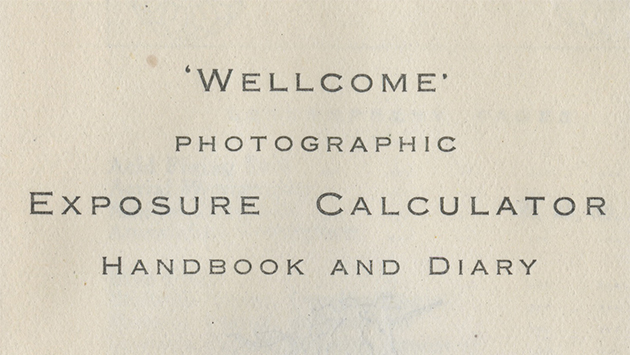 ‘WELLCOME’
PHOTOGRAPHIC
EXPOSURE CALCULATOR
HANDBOOK AND DIARY